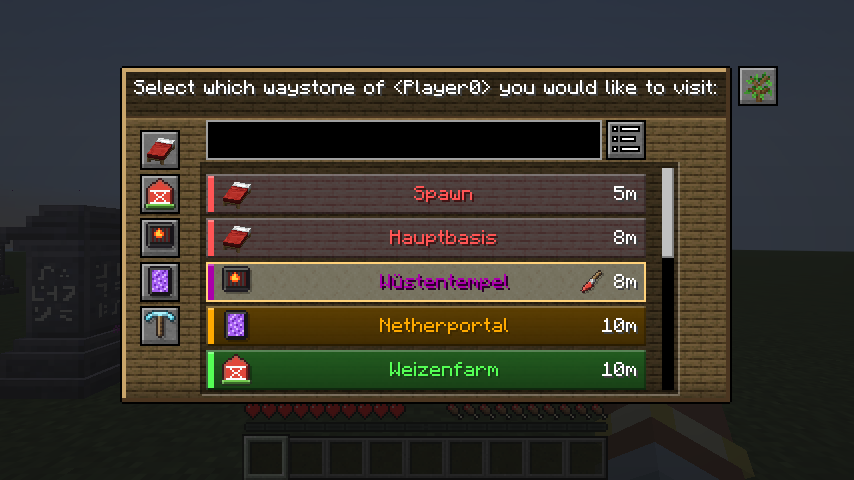 Select which waystone of <Player0> you would like to visit:
Spawn 5m
Hauptbasis 8m
Wüstentempel 8m
Netherportal 10m
Weizenfarm 10m